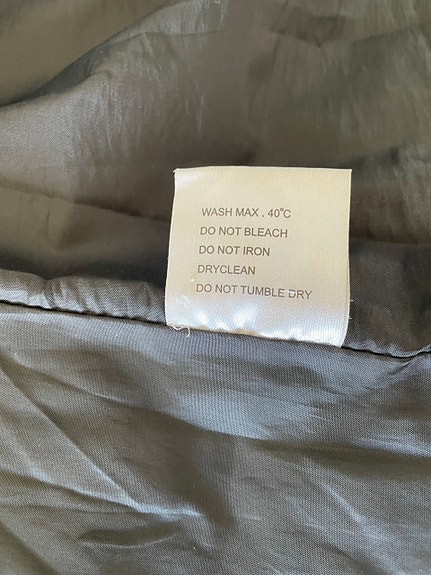 WASH MAX . 40°C
DO NOT BLEACH
DO NOT IRON
DRYCLEAN
DO NOT TUMBLE DRY